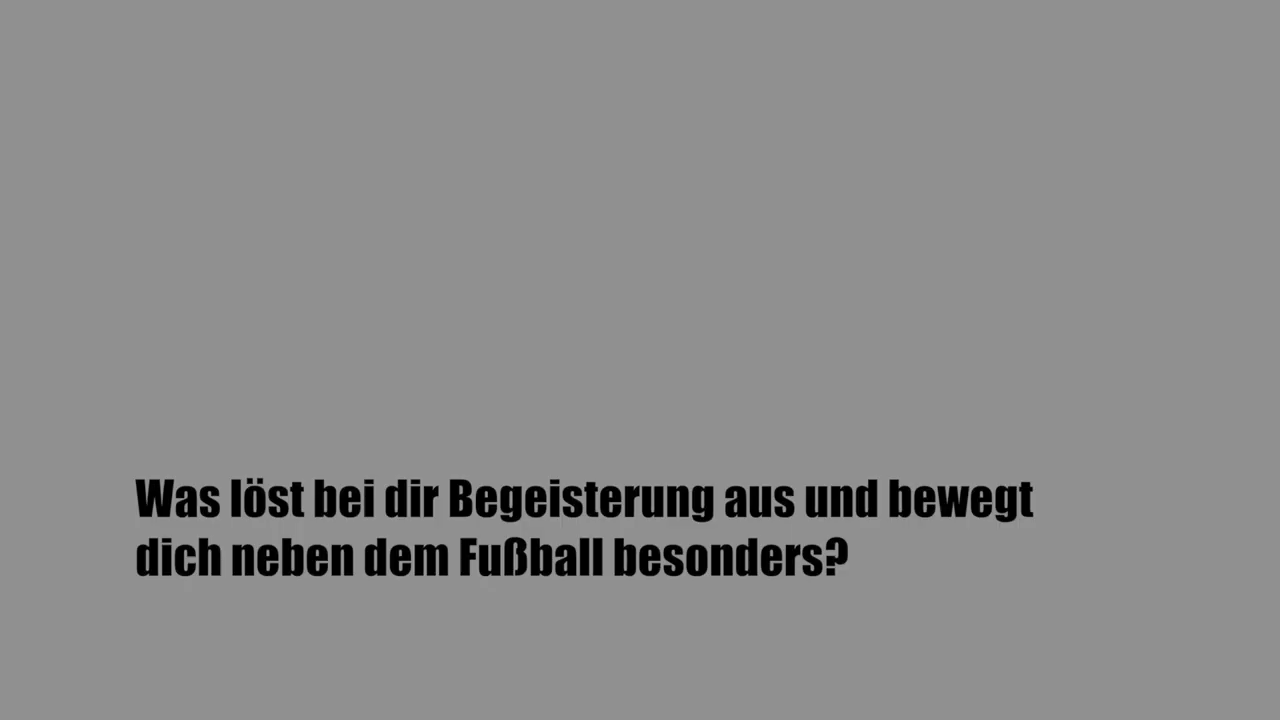 Was löst bei dir Begeisterung aus und bewegt
dich neben dem Fußball besonders?